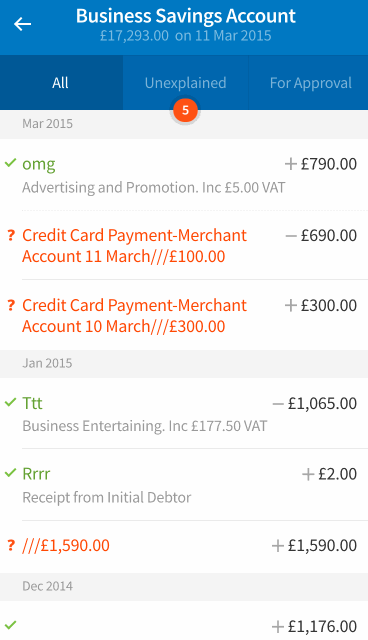 Business Savings Account
£17,293.00 on 11 Mar 2015
All
Unexplained
For Approval
5
Mar 2015
omg
+£790.00
Advertising and Promotion. Inc £5.00 VAT
? Credit Card Payment-Merchant
−£690.00
Account 11 March///£100.00
? Credit Card Payment-Merchant
+£300.00
Account 10 March///£300.00
Jan 2015
Ttt
−£1,065.00
Business Entertaining. Inc £177.50 VAT
Rrrr
+£2.00
Receipt from Initial Debtor
? ///£1,590.00
+£1,590.00
Dec 2014
+£1,176.00